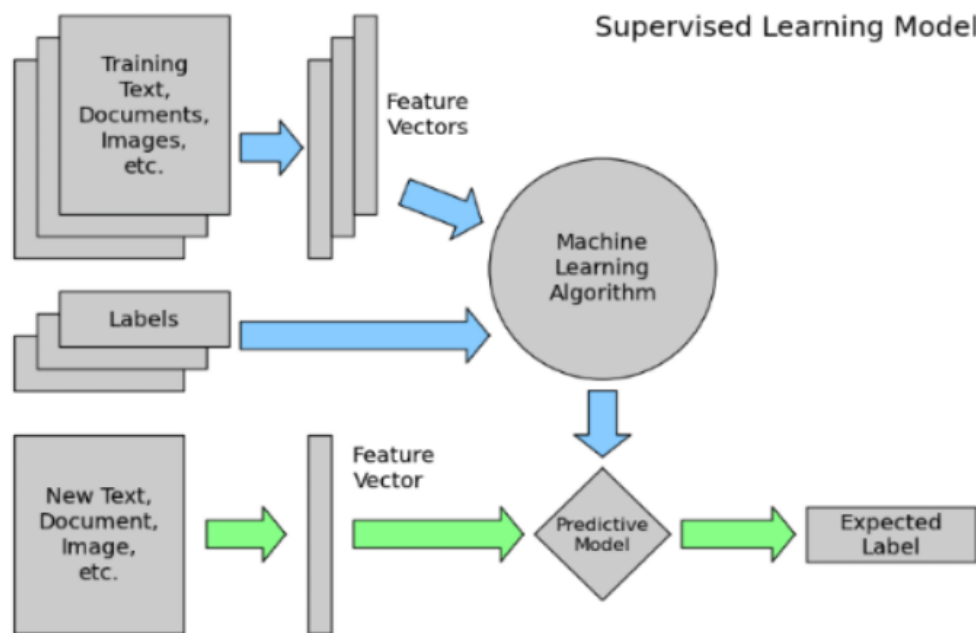 Supervised Learning Model
Training
Text,
Documents,
Images,
etc.
Feature
Vectors
Machine
Learning
Algorithm
Labels
New Text,
Document,
Image,
etc.
Feature
Vector
Predictive
Model
Expected
Label